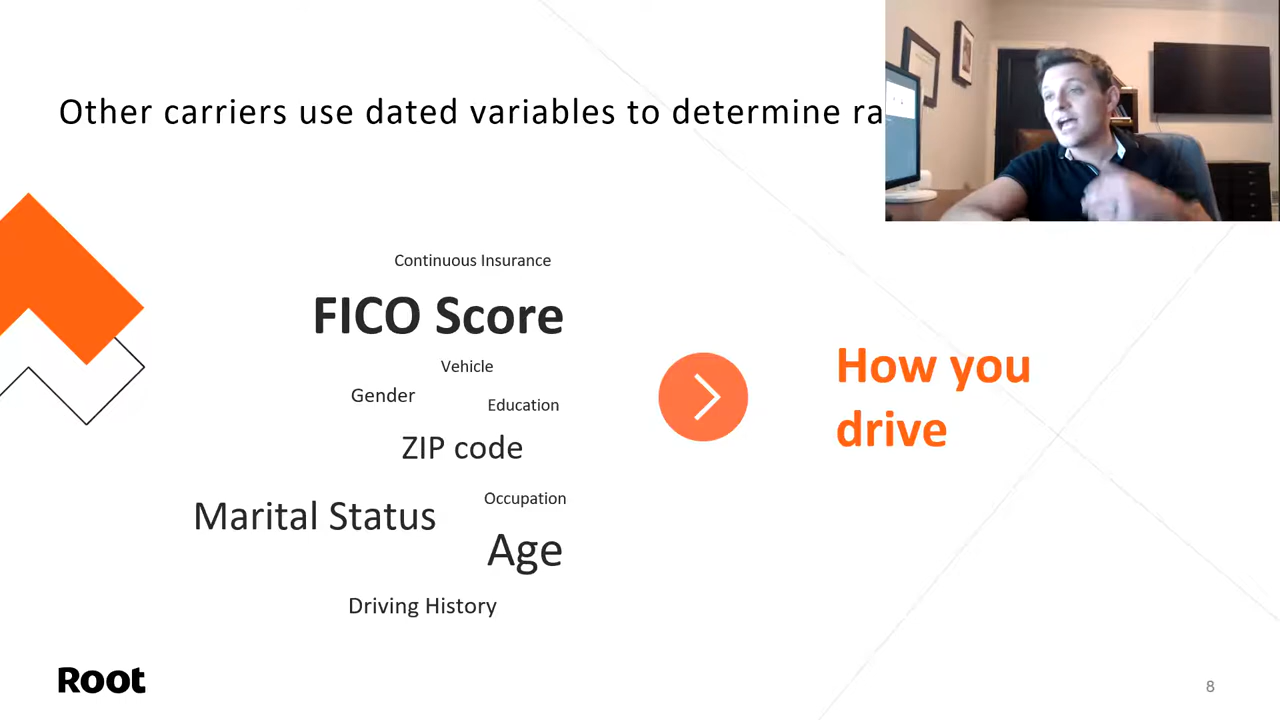 Other carriers use dated variables to determine ra
Continuous Insurance
FICO Score
Vehicle
Gender
Education
ZIP code
Occupation
Marital Status
Age
Driving History
How you
drive
Root
8